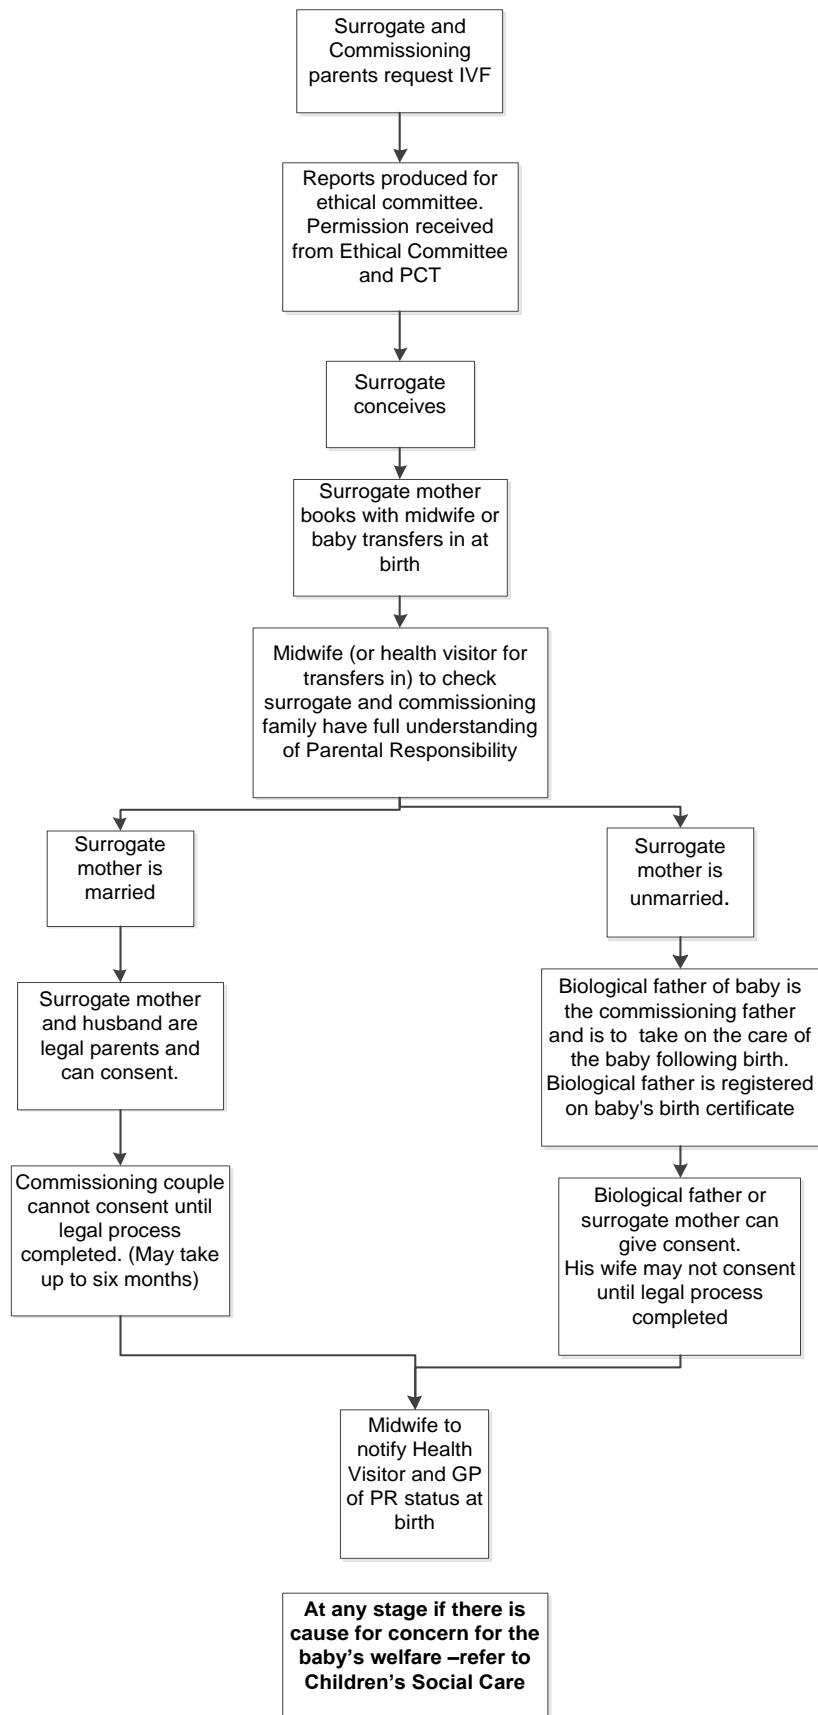 Surrogate and
Commissioning
parents request IVF
Reports produced for
ethical committee.
Permission received
from Ethical Committee
and PCT
Surrogate
conceives
Surrogate mother
books with midwife or
baby transfers in at
birth
Midwife (or health visitor for
transfers in) to check
surrogate and commissioning
family have full understanding
of Parental Responsibility
Surrogate
mother is
married
Surrogate mother
and husband are
legal parents and
can consent.
Commissioning couple
cannot consent until
legal process
completed. (May take
up to six months)
Surrogate
mother is
unmarried.
Biological father of baby is
the commissioning father
and is to  take on the care of
the baby following birth.
Biological father is registered
on baby's birth certificate
Biological father or
surrogate mother can
give consent.
His wife may not consent
until legal process
completed
Midwife to
notify Health
Visitor and GP
of PR status at
birth
At any stage if there is
cause for concern for the
baby’s welfare –refer to
Children’s Social Care